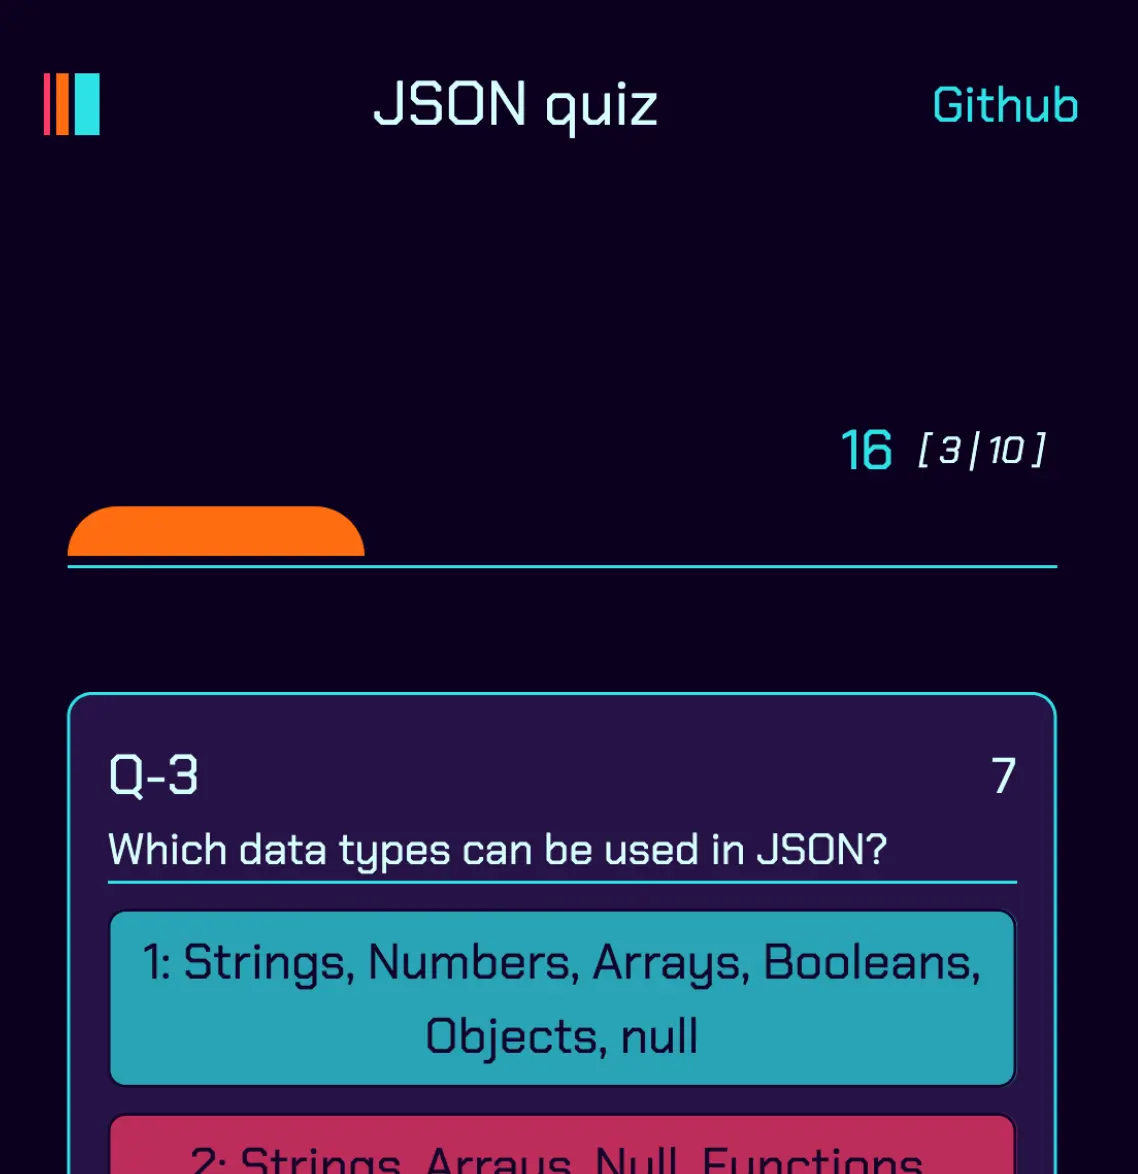 JSON quiz
Github
16 [ 3 | 10 ]
Q-3
7
Which data types can be used in JSON?
1: Strings, Numbers, Arrays, Booleans,
Objects, null
2: Strings, Arrays, Null, Functions